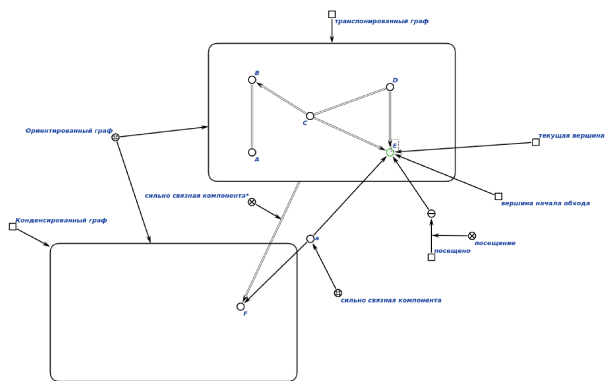 транспонированный граф
B
D
C
Ориентированный граф
A
E
текущая вершина
сильно связная компонента*
вершина начала обхода
Конденсированный граф
a
посещение
посещено
сильно связная компонента
F